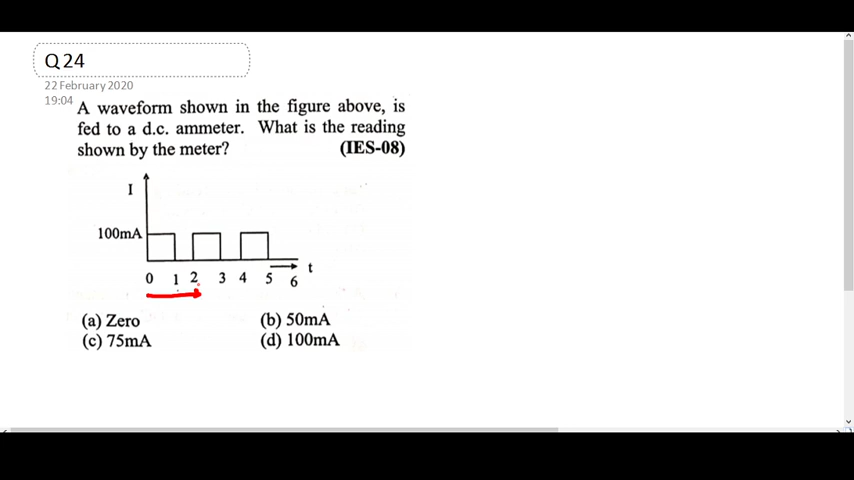 Q 24
22 February 2020
19:04
A waveform shown in the figure above, is
fed to a d.c. ammeter. What is the reading
shown by the meter? (IES-08)
I
100mA
t
0 1 2 3 4 5 6
(a) Zero (b) 50mA
(c) 75mA (d) 100mA